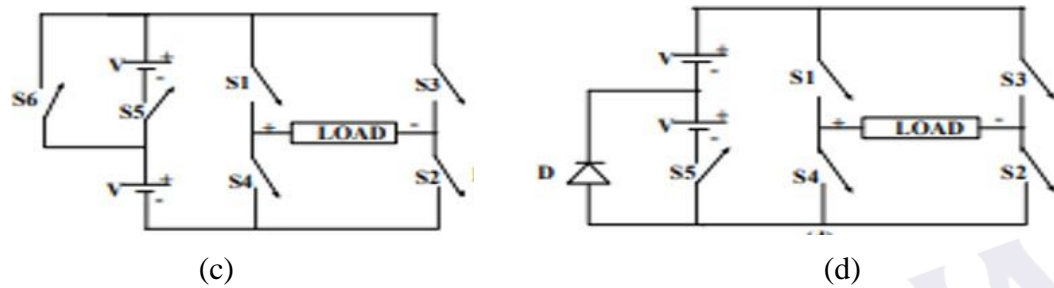 V + -
S6
S5
S1
S3
+ LOAD -
V + -
S4
S2
(c)
V + -
S1
S3
V + -
+ LOAD -
D
S5
S4
S2
(d)